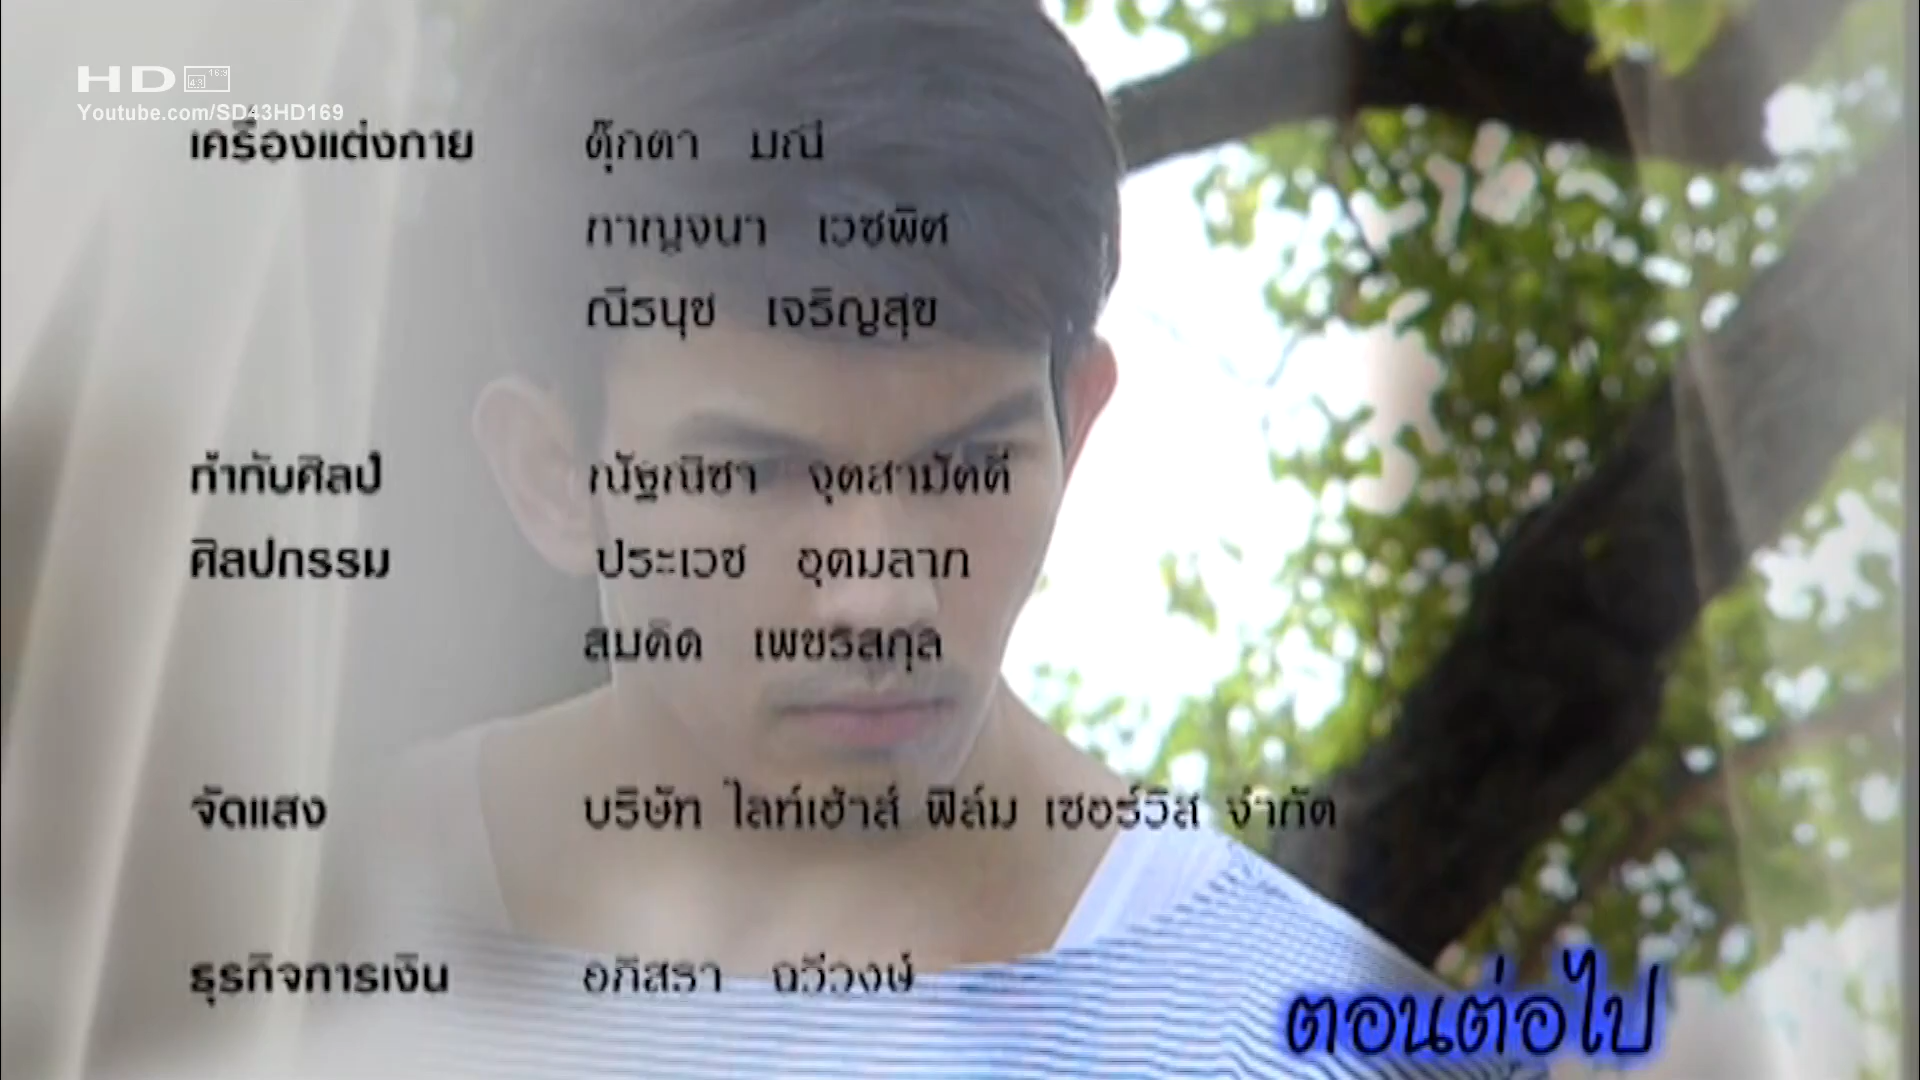 HD 4:3 16:9
Youtube.com/SD43HD169
เครื่องแต่งกาย ตุ๊กตา มณี
กาญจนา เวชพิศ
ณีรนุช เจริญสุข
กำกับศิลป์ ณัฐณิชา จุตสามัคคี
ศิลปกรรม ประเวช อุดมลาภ
สมคิด เพชรสกุล
จัดแสง บริษัท ไลท์เฮ้าส์ ฟิล์ม เซอร์วิส จำกัด
ธุรกิจการเงิน อภิสรา ฉวีวงษ์
ตอนต่อไป